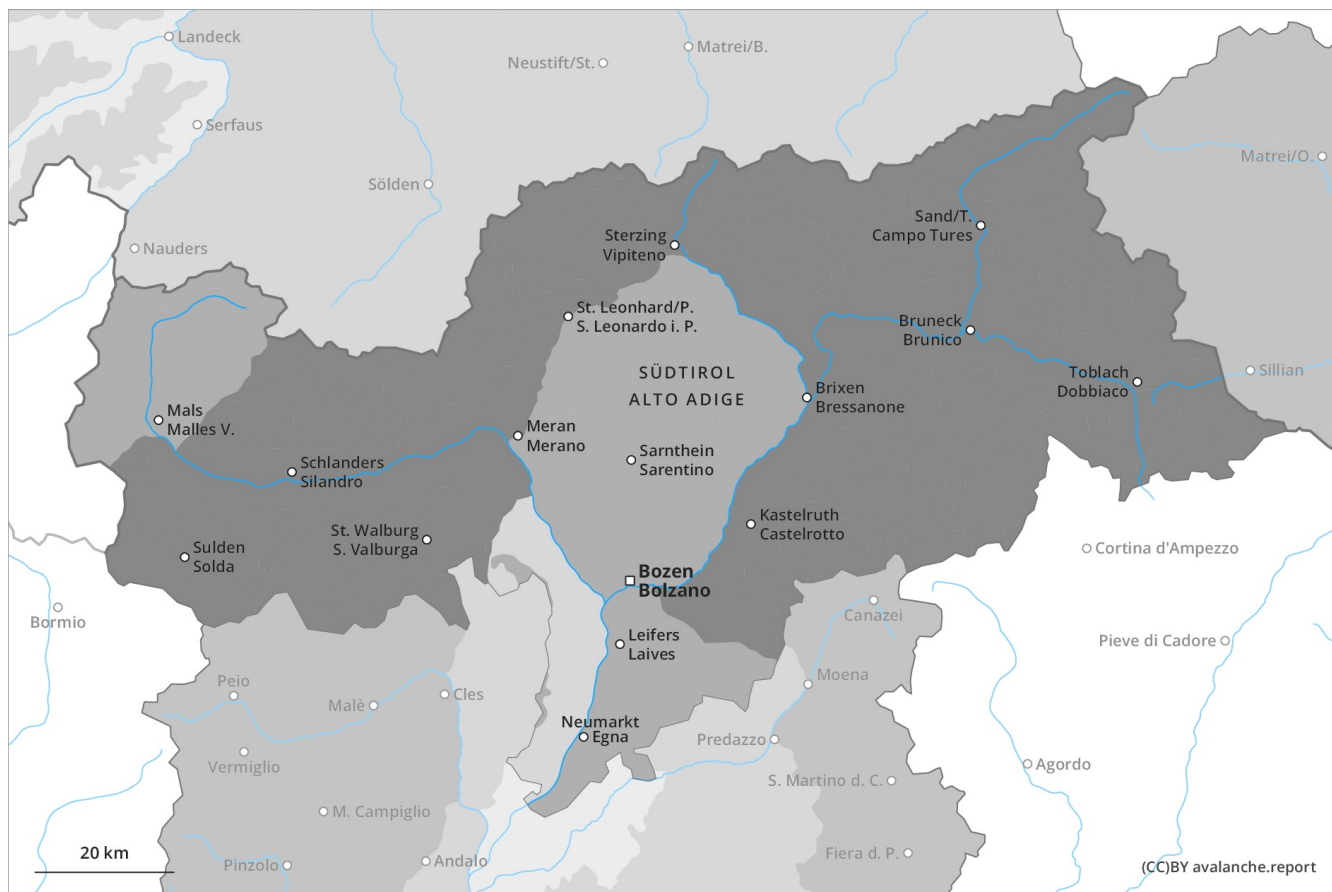 Landeck
Matrei/B.
Neustift/St.
Serfaus
Matrei/O.
Sölden
Sand/T.
Campo Tures
Sterzing
Vipiteno
Nauders
St. Leonhard/P.
S. Leonardo i. P.
Bruneck
Brunico
SÜDTIROL
ALTO ADIGE
Toblach
Dobbiaco
Sillian
Brixen
Bressanone
Mals
Malles V.
Meran
Merano
Sarnthein
Sarentino
Schlanders
Silandro
Kastelruth
Castelrotto
St. Walburg
S. Valburga
Sulden
Solda
Cortina d'Ampezzo
Bozen
Bolzano
Bormio
Canazei
Leifers
Laives
Pieve di Cadore
Moena
Peio
Malè
Cles
Neumarkt
Egna
Predazzo
Vermiglio
Agordo
S. Martino d. C.
M. Campiglio
20 km
Pinzolo
Andalo
Fiera d. P.
(CC)BY avalanche.report